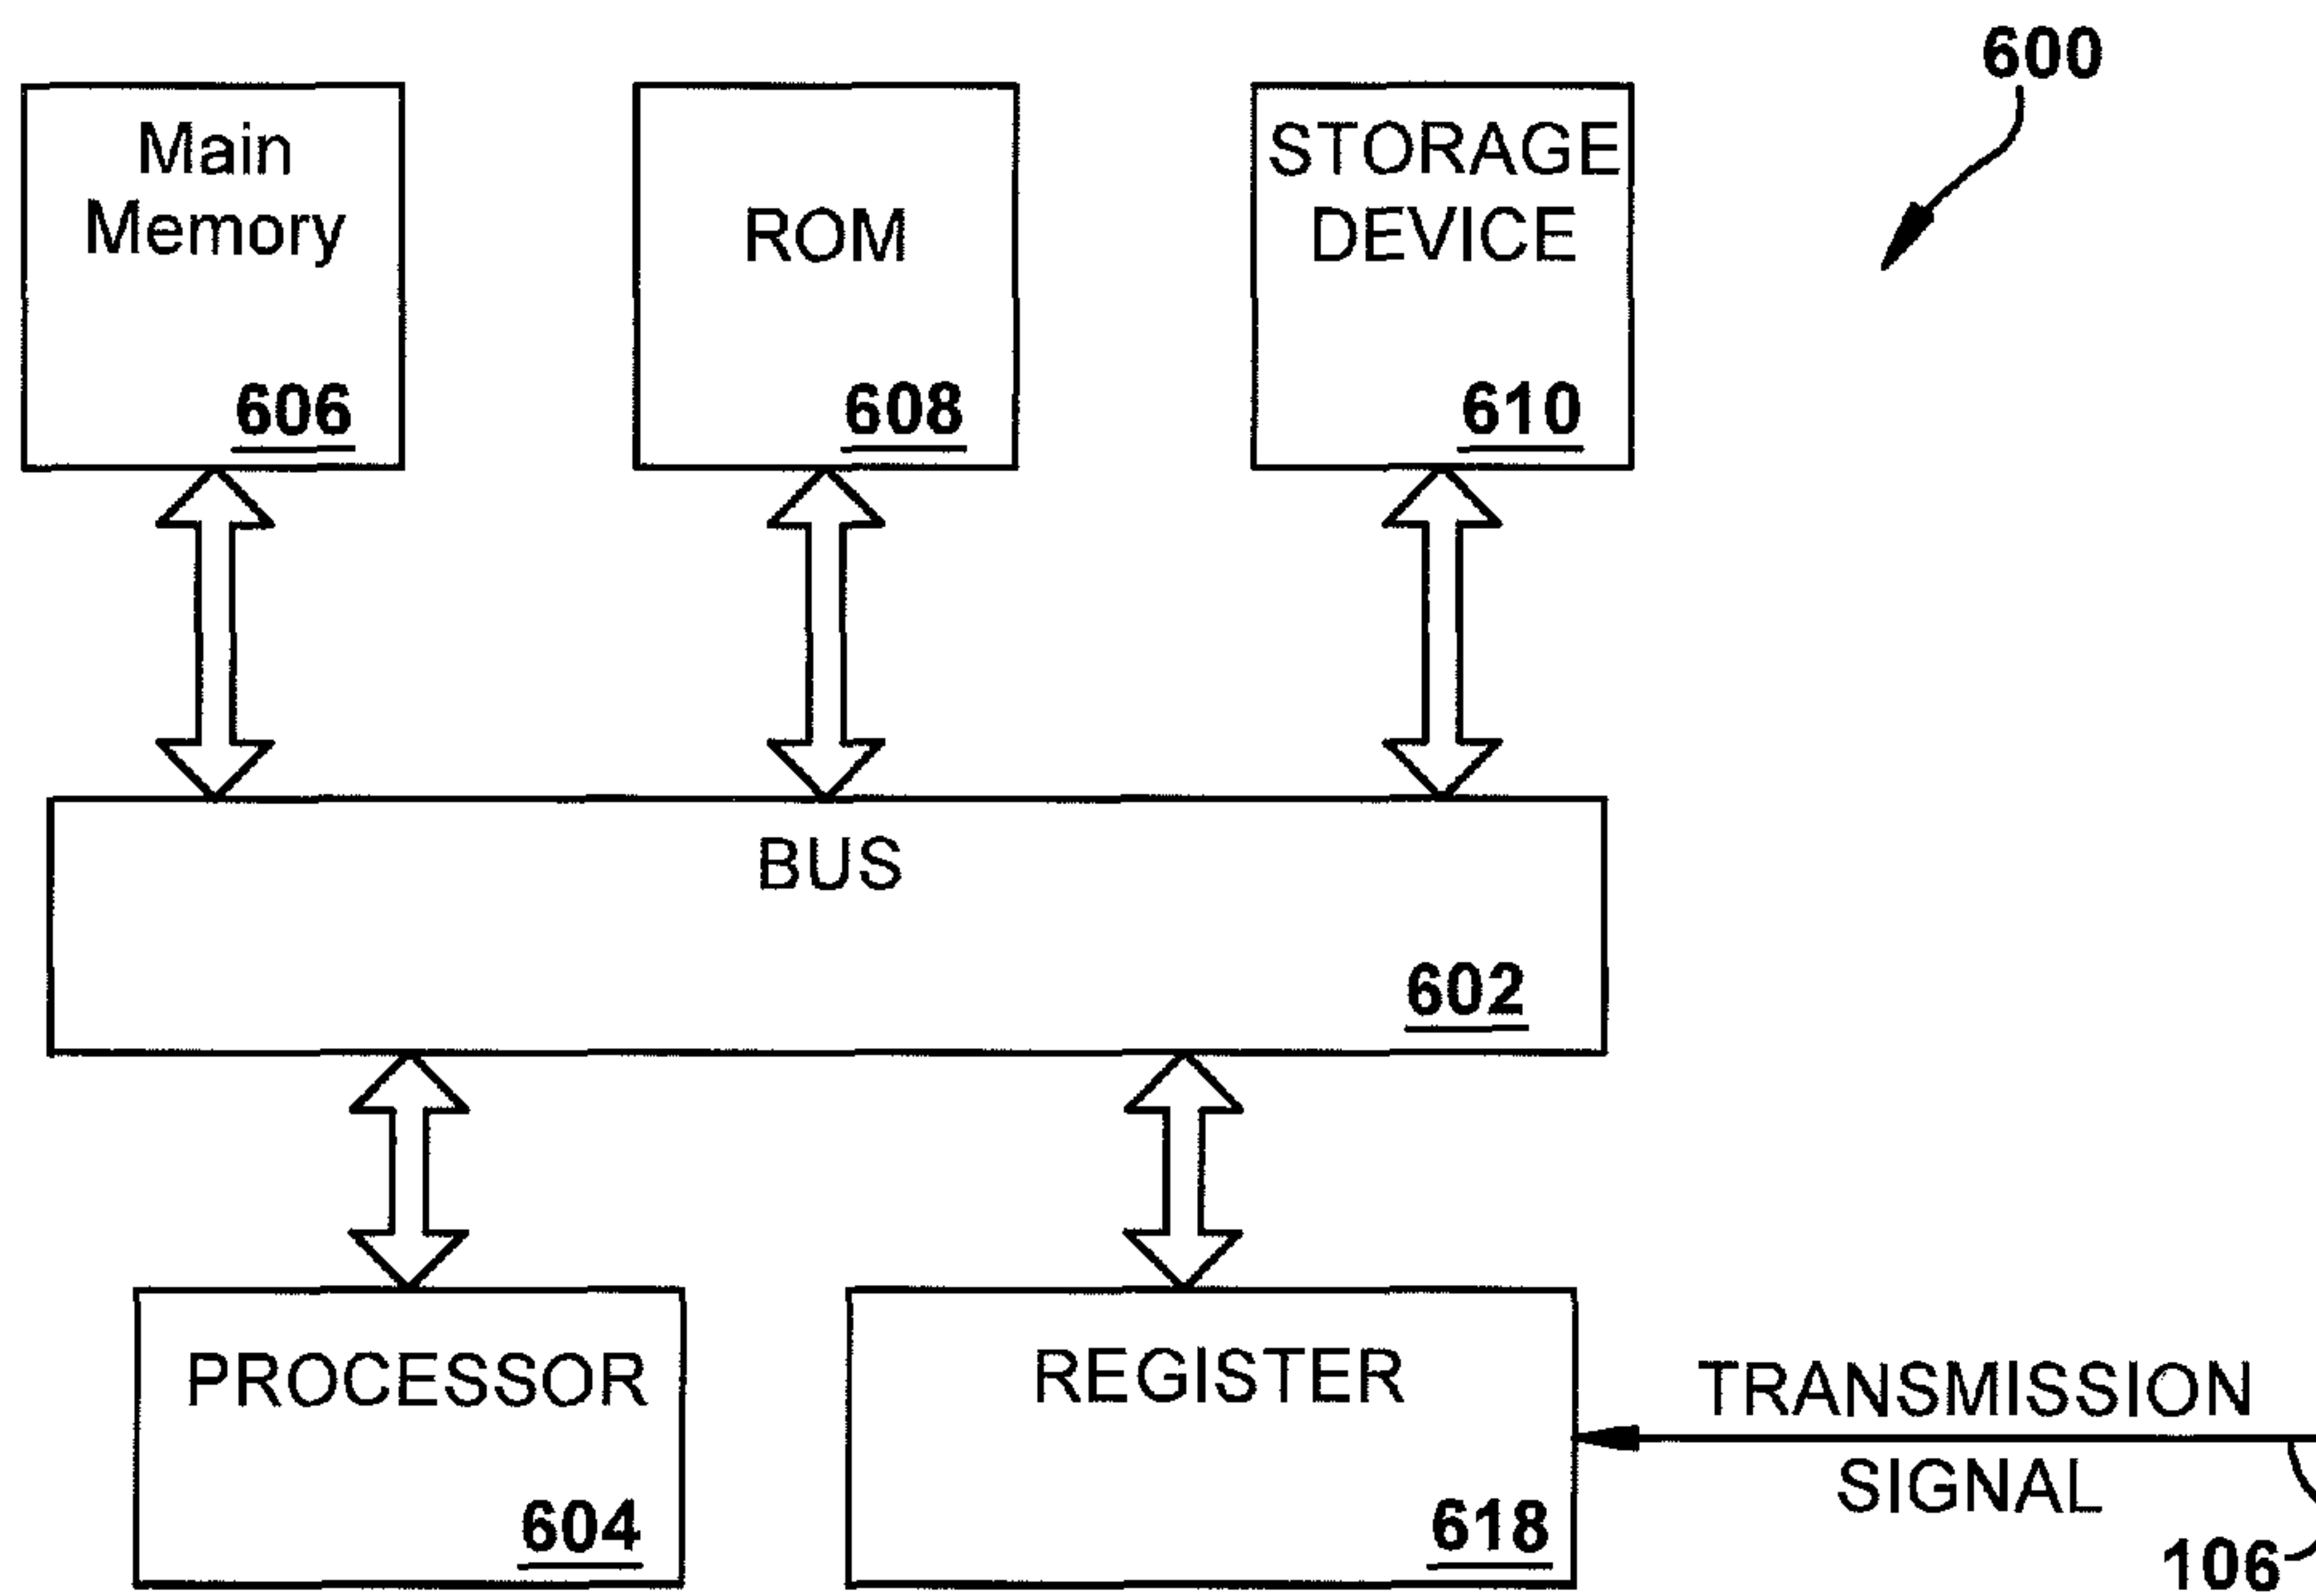 600
Main
Memory
606
ROM
608
STORAGE
DEVICE
610
BUS
602
PROCESSOR
604
REGISTER
618
TRANSMISSION
SIGNAL
106